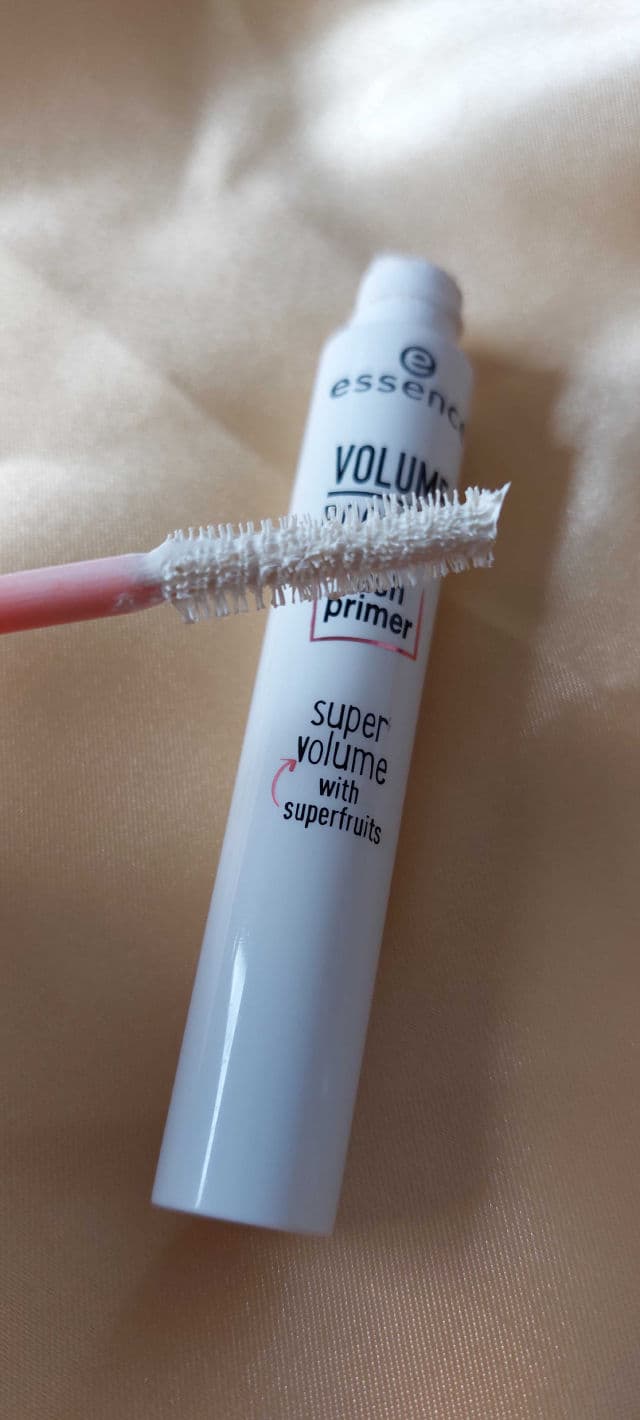 essence
VOLUME
primer
super
volume
with
superfruits